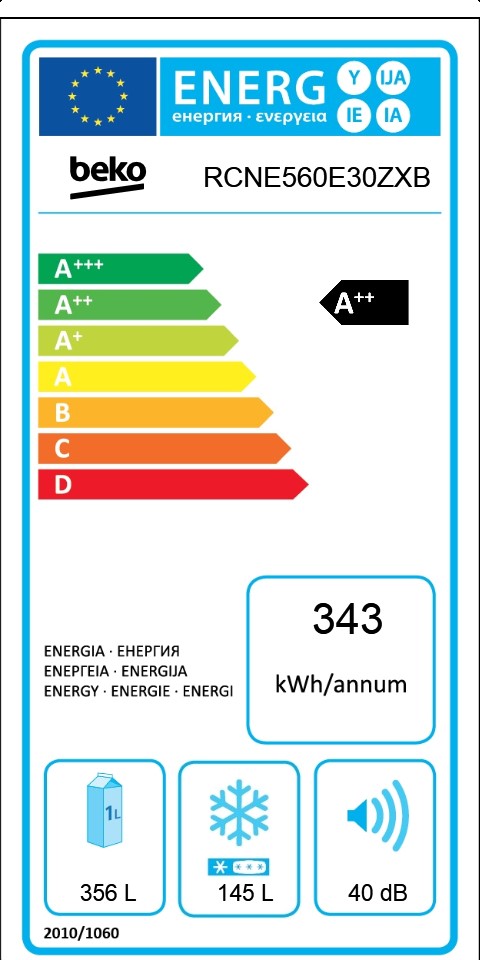 ENERG Y IJA
енергия · ενεργεια IE IA
beko RCNE560E30ZXB
A+++
A++ A++
A+
A
B
C
D
343
ENERGIA · ЕНЕРГИЯ
ΕΝΕΡΓΕΙΑ · ENERGIJA
kWh/annum
ENERGY · ENERGIE · ENERGI
1L
356 L 145 L 40 dB
2010/1060